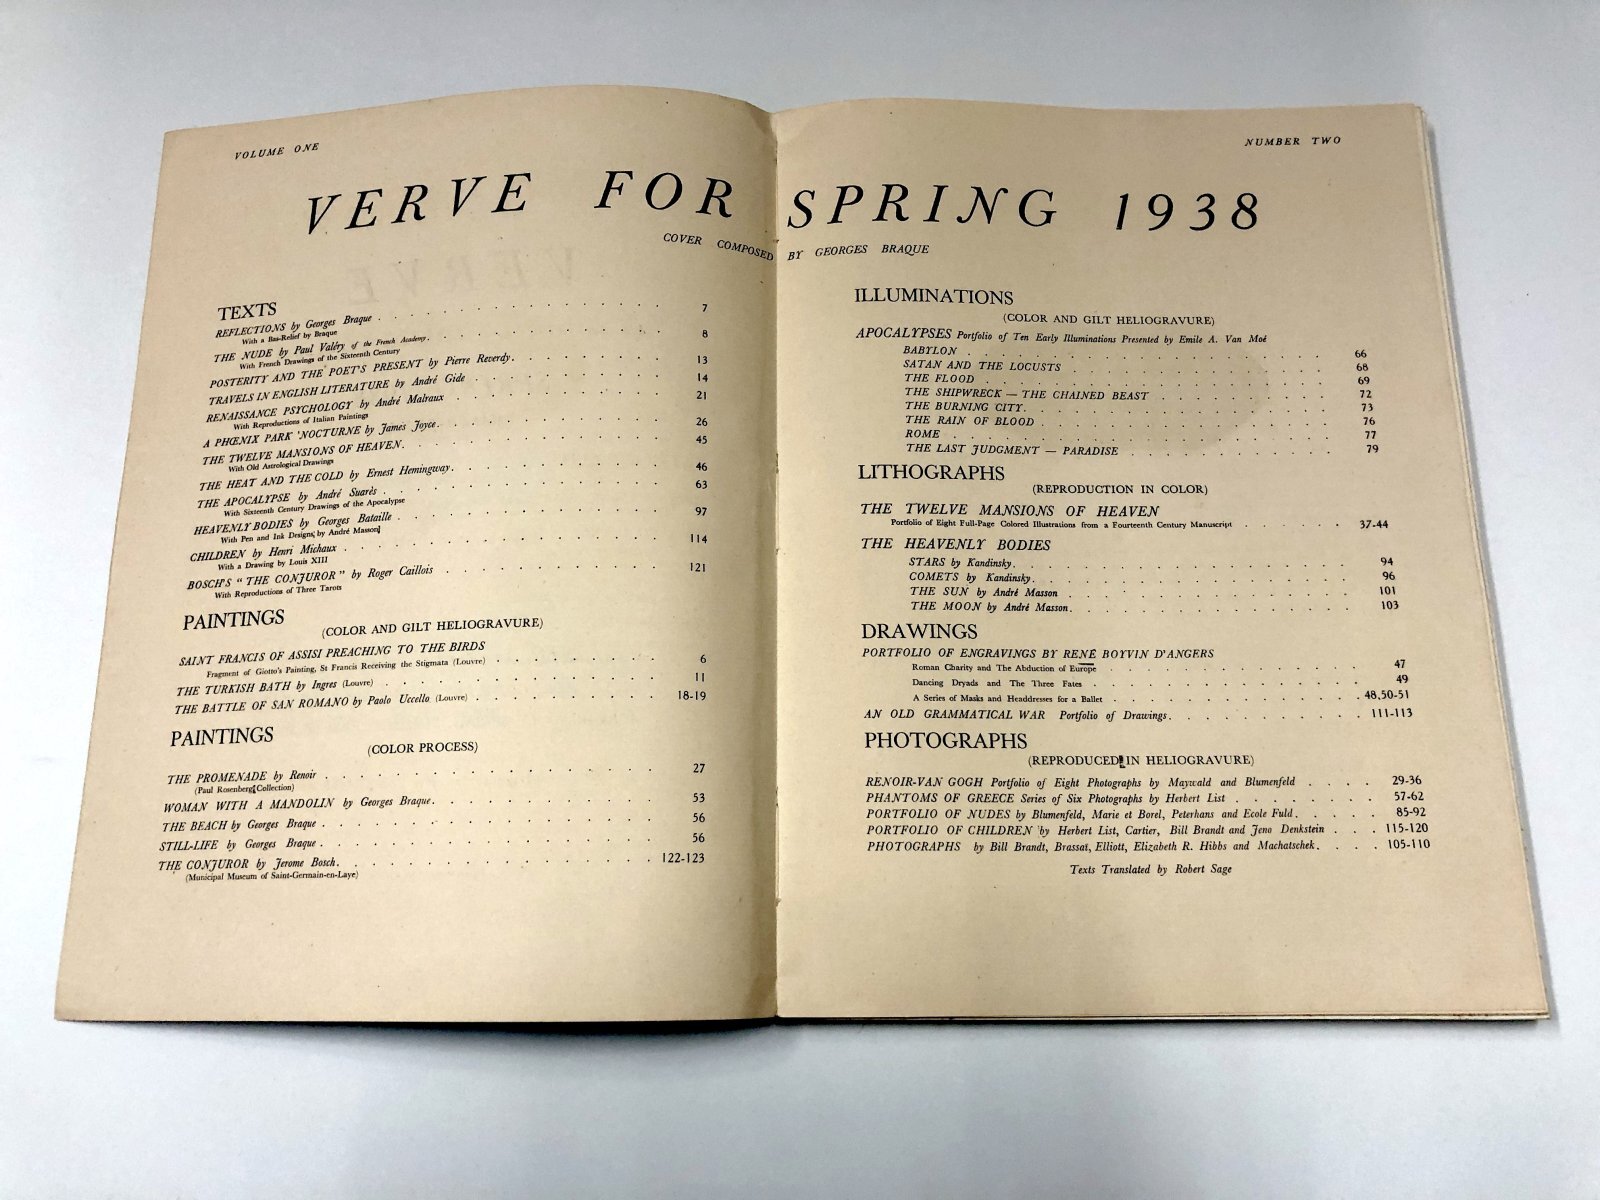 VOLUME ONE
NUMBER TWO
VERVE FOR SPRING 1938
COVER COMPOSED BY GEORGES BRAQUE
TEXTS
REFLECTIONS by Georges Braque . . . 7
With a Bas-Relief by Braque
THE NUDE by Paul Valéry of the French Academy. . . . 8
With French Drawings of the Sixteenth Century
POSTERITY AND THE POET'S PRESENT by Pierre Reverdy. . . . 13
TRAVELS IN ENGLISH LITERATURE by André Gide . . . 14
RENAISSANCE PSYCHOLOGY by André Malraux . . . 21
With Reproductions of Italian Paintings
A PHŒNIX PARK NOCTURNE by James Joyce. . . . 26
THE TWELVE MANSIONS OF HEAVEN. . . . 45
With Old Astrological Drawings
THE HEAT AND THE COLD by Ernest Hemingway. . . . 46
THE APOCALYPSE by André Suarès . . . 63
With Sixteenth Century Drawings of the Apocalypse
HEAVENLY BODIES by Georges Bataille . . . 97
With Pen and Ink Designs by André Masson
CHILDREN by Henri Michaux . . . 114
With a Drawing by Louis XIII
BOSCH'S "THE CONJUROR" by Roger Caillois . . . 121
With Reproductions of Three Tarots
PAINTINGS
(COLOR AND GILT HELIOGRAVURE)
SAINT FRANCIS OF ASSISI PREACHING TO THE BIRDS
Fragment of Giotto's Painting, St Francis Receiving the Stigmata (Louvre) . . . 6
THE TURKISH BATH by Ingres (Louvre) . . . 11
THE BATTLE OF SAN ROMANO by Paolo Uccello (Louvre) . . . 18-19
PAINTINGS
(COLOR PROCESS)
THE PROMENADE by Renoir . . . 27
(Paul Rosenberg Collection)
WOMAN WITH A MANDOLIN by Georges Braque. . . . 53
THE BEACH by Georges Braque . . . 56
STILL-LIFE by Georges Braque . . . 56
THE CONJUROR by Jerome Bosch. . . . 122-123
(Municipal Museum of Saint-Germain-en-Laye)
ILLUMINATIONS
(COLOR AND GILT HELIOGRAVURE)
APOCALYPSES Portfolio of Ten Early Illuminations Presented by Emile A. Van Moé
BABYLON . . . 66
SATAN AND THE LOCUSTS . . . 68
THE FLOOD . . . 69
THE SHIPWRECK — THE CHAINED BEAST . . . 72
THE BURNING CITY. . . . 73
THE RAIN OF BLOOD . . . 76
ROME . . . 77
THE LAST JUDGMENT — PARADISE . . . 79
LITHOGRAPHS
(REPRODUCTION IN COLOR)
THE TWELVE MANSIONS OF HEAVEN
Portfolio of Eight Full-Page Colored Illustrations from a Fourteenth Century Manuscript . . . 37-44
THE HEAVENLY BODIES
STARS by Kandinsky. . . . 94
COMETS by Kandinsky. . . . 96
THE SUN by André Masson . . . 101
THE MOON by André Masson. . . . 103
DRAWINGS
PORTFOLIO OF ENGRAVINGS BY RENÉ BOYVIN D'ANGERS
Roman Charity and The Abduction of Europe . . . 47
Dancing Dryads and The Three Fates . . . 49
A Series of Masks and Headdresses for a Ballet . . . 48,50-51
AN OLD GRAMMATICAL WAR Portfolio of Drawings. . . . 111-113
PHOTOGRAPHS
(REPRODUCED IN HELIOGRAVURE)
RENOIR-VAN GOGH Portfolio of Eight Photographs by Maywald and Blumenfeld . . . 29-36
PHANTOMS OF GREECE Series of Six Photographs by Herbert List . . . 57-62
PORTFOLIO OF NUDES by Blumenfeld, Marie et Borel, Peterhans and Ecole Fuld. . . . 85-92
PORTFOLIO OF CHILDREN by Herbert List, Cartier, Bill Brandt and Jeno Denkstein . . . 115-120
PHOTOGRAPHS by Bill Brandt, Brassaï, Elliott, Elizabeth R. Hibbs and Machatschek. . . . 105-110
Texts Translated by Robert Sage